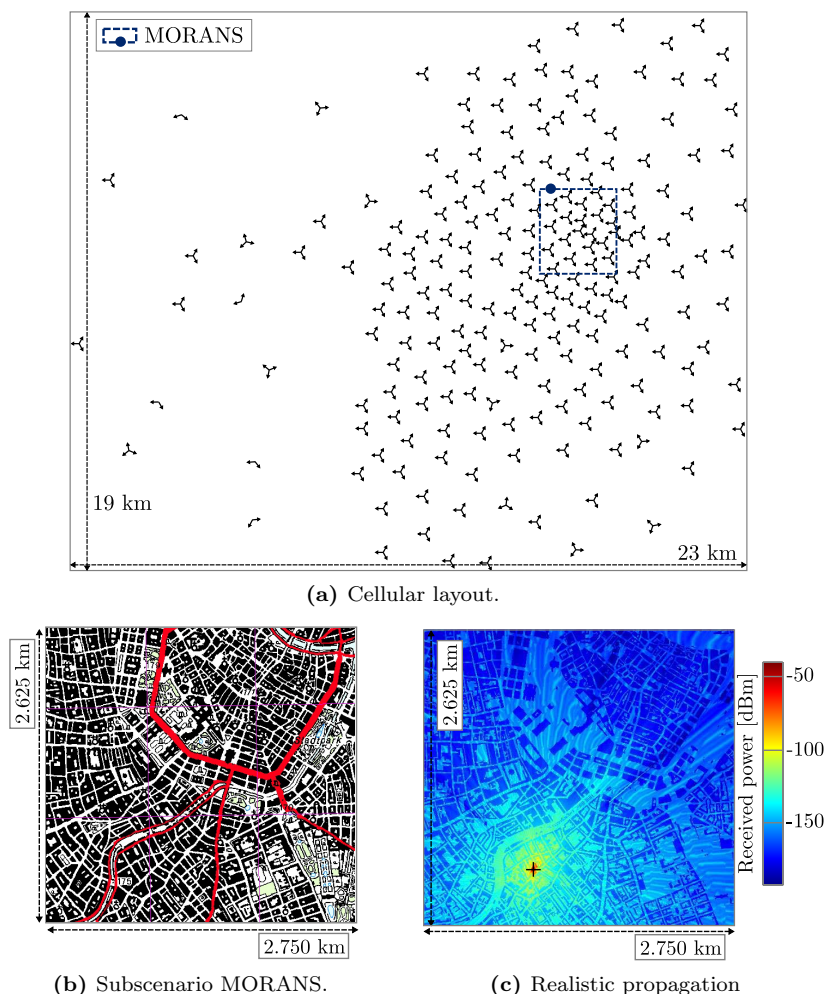 MORANS
19 km
23 km
(a) Cellular layout.
2.625 km
2.750 km
(b) Subscenario MORANS.
2.625 km
2.750 km
Received power [dBm]
−50
−100
−150
(c) Realistic propagation